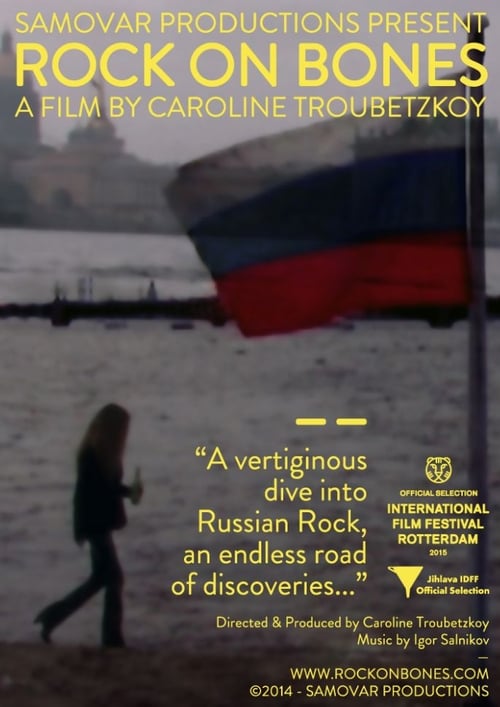 SAMOVAR PRODUCTIONS PRESENT
ROCK ON BONES
A FILM BY CAROLINE TROUBETZKOY
“A vertiginous
dive into
Russian Rock,
an endless road
of discoveries...”
OFFICIAL SELECTION
INTERNATIONAL
FILM FESTIVAL
ROTTERDAM
2015
Jihlava IDFF
Official Selection
Directed & Produced by Caroline Troubetzkoy
Music by Igor Salnikov
WWW.ROCKONBONES.COM
©2014 - SAMOVAR PRODUCTIONS